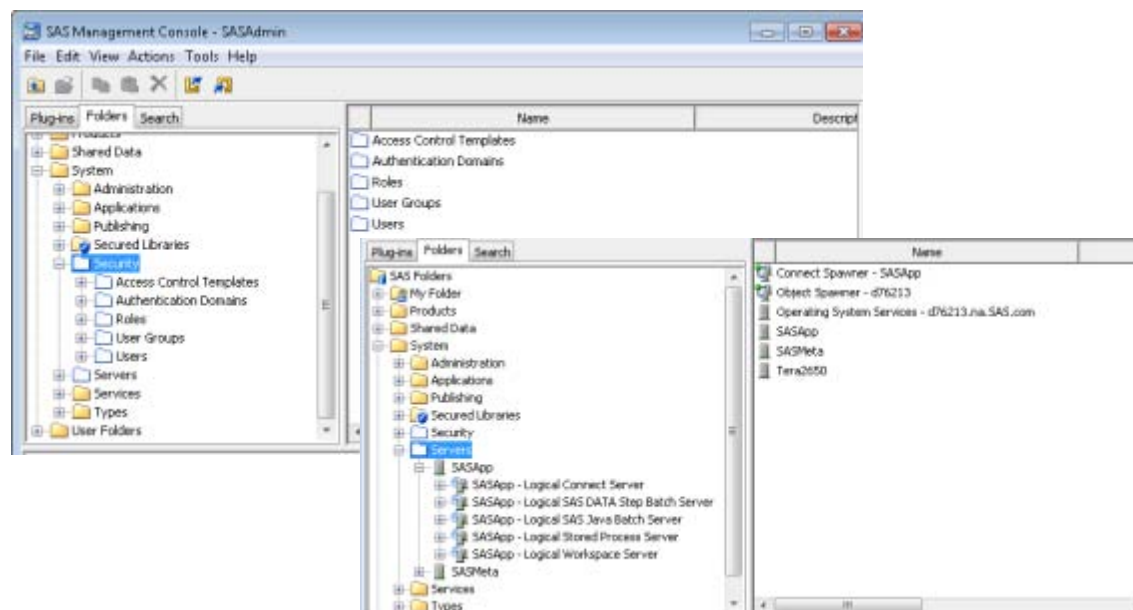 SAS Management Console - SASAdmin
File Edit View Actions Tools Help
Plug-ins Folders Search
Products
Shared Data
System
Administration
Applications
Publishing
Secured Libraries
Security
Access Control Templates
Authentication Domains
Roles
User Groups
Users
Servers
Services
Types
User Folders
Name Descript
Access Control Templates
Authentication Domains
Roles
User Groups
Users
Plug-ins Folders Search
SAS Folders
My Folder
Products
Shared Data
System
Administration
Applications
Publishing
Secured Libraries
Security
Servers
SASApp
SASApp - Logical Connect Server
SASApp - Logical SAS DATA Step Batch Server
SASApp - Logical SAS Java Batch Server
SASApp - Logical Stored Process Server
SASApp - Logical Workspace Server
SASMeta
Services
Types
Name
Connect Spawner - SASApp
Object Spawner - d76213
Operating System Services - d76213.na.SAS.com
SASApp
SASMeta
Tera2650